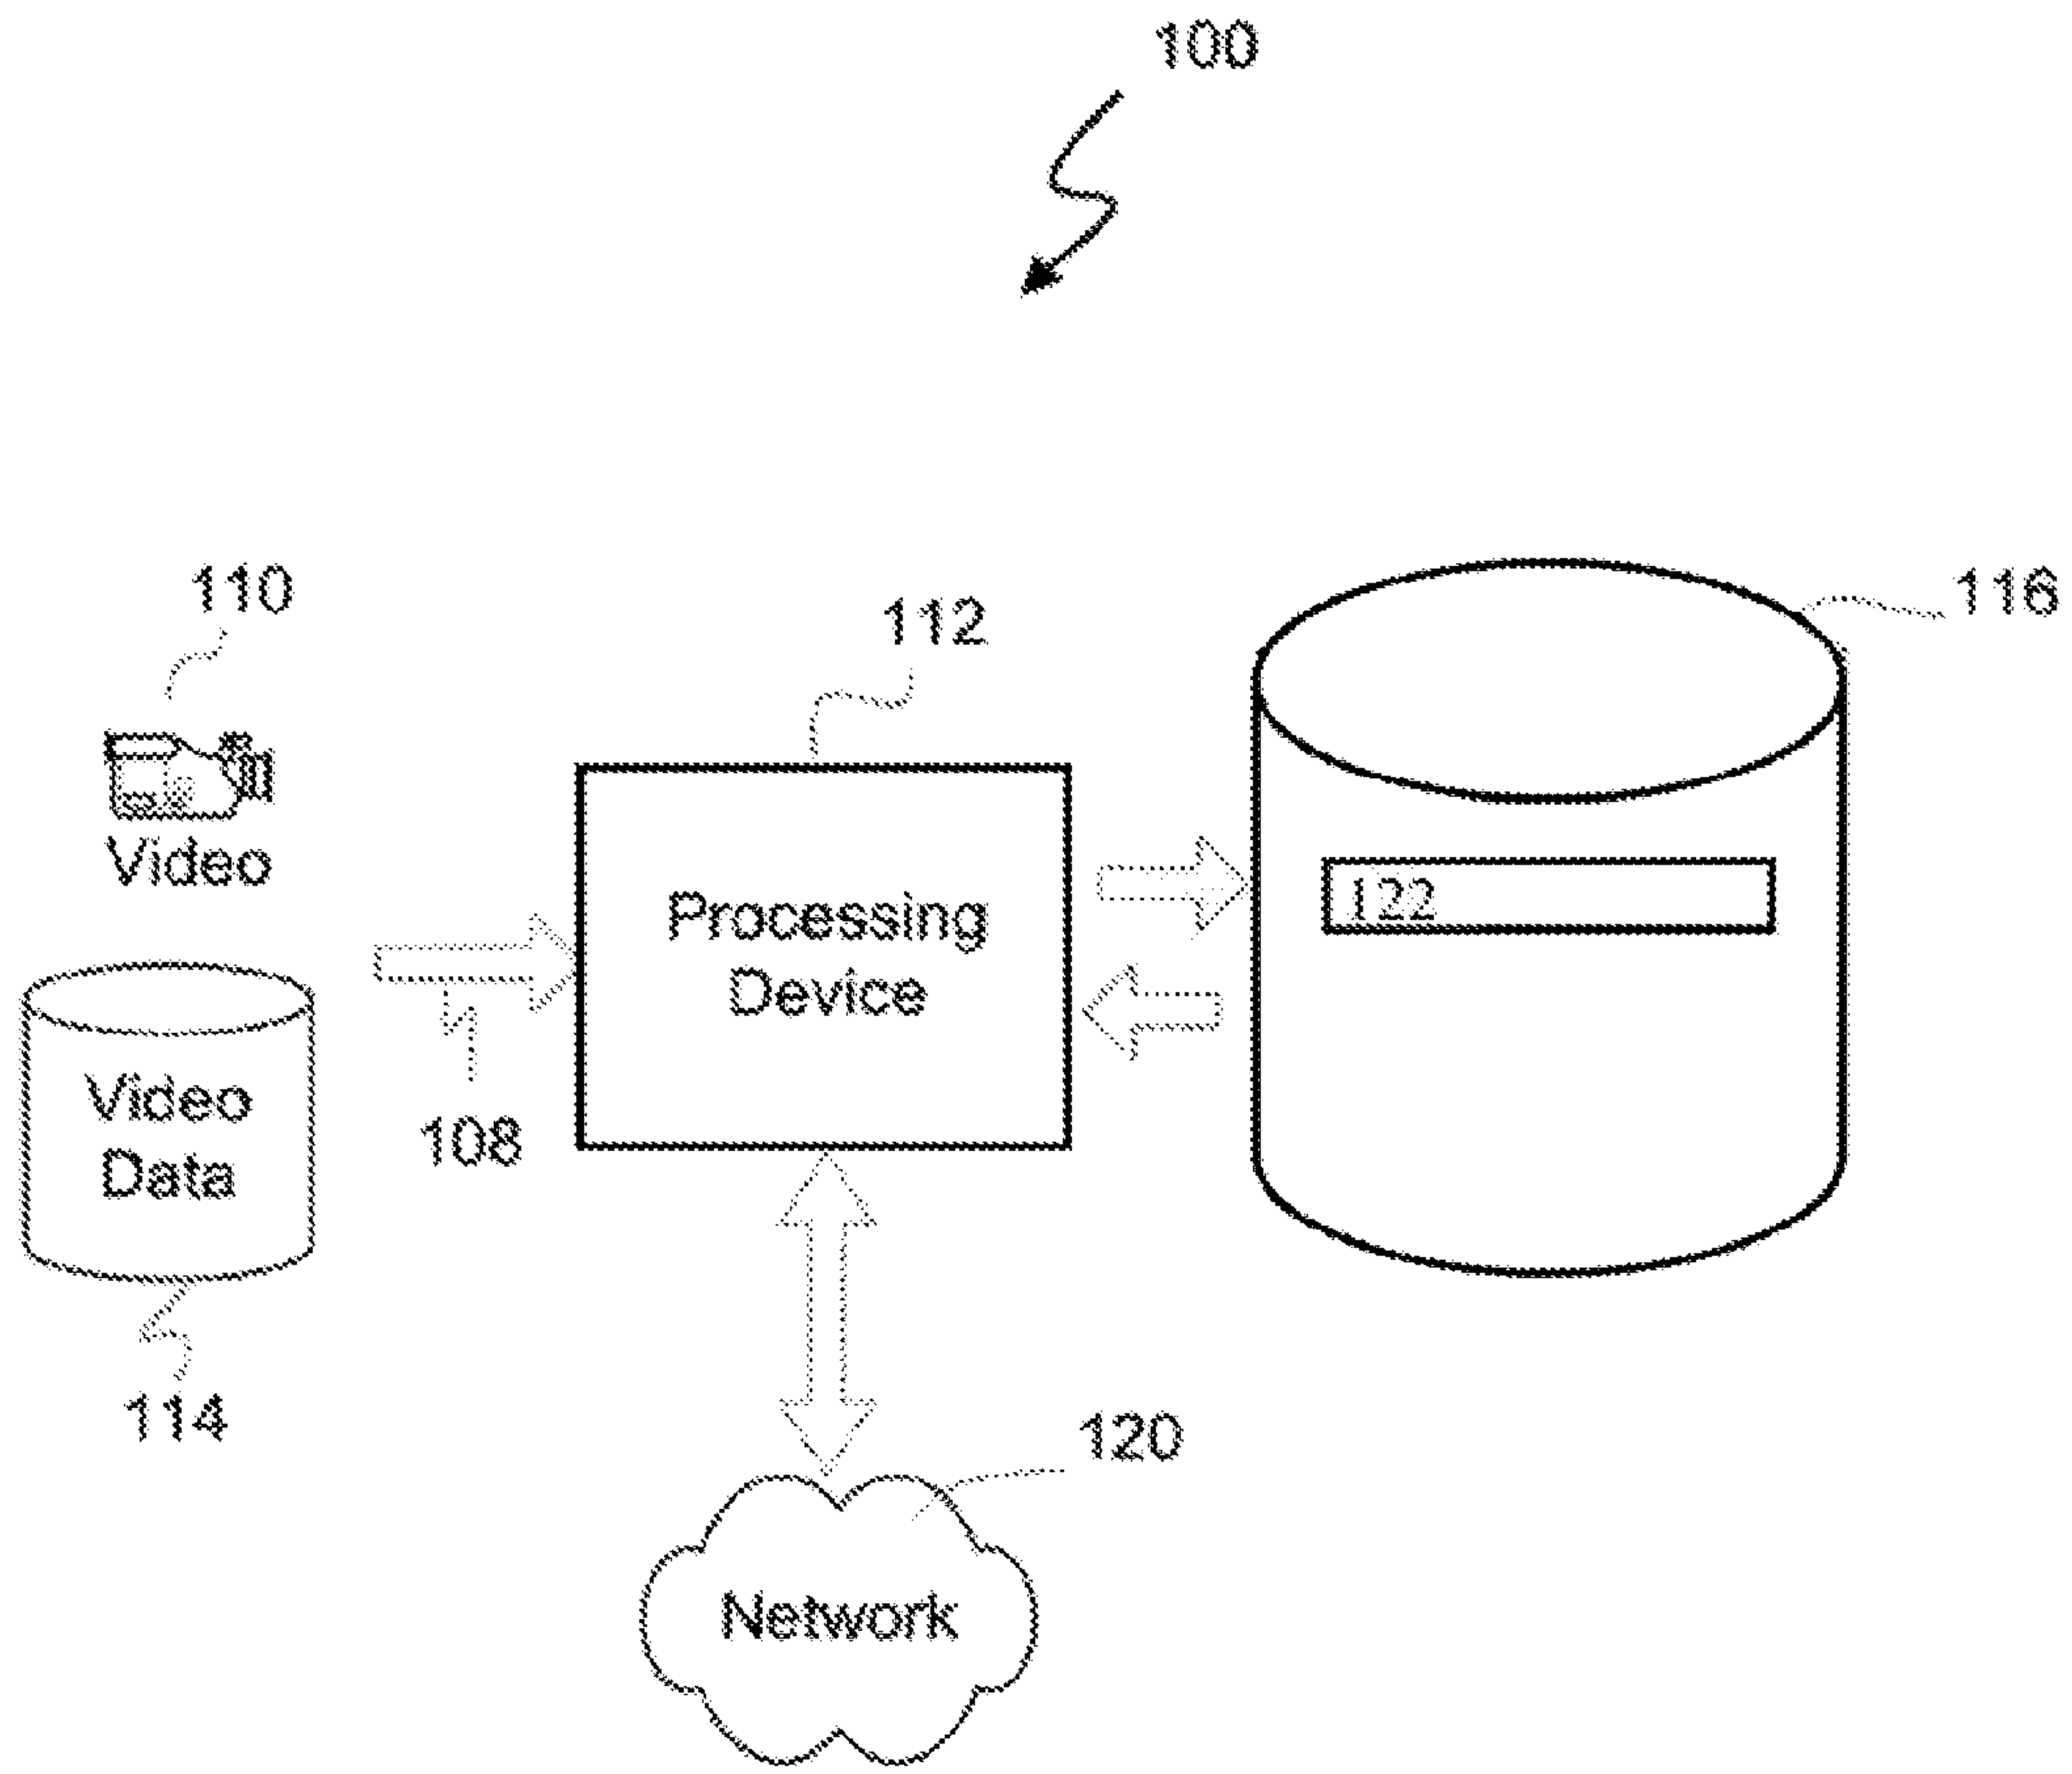 100
110
112
116
Video
122
Processing
Device
Video
Data
108
114
120
Network